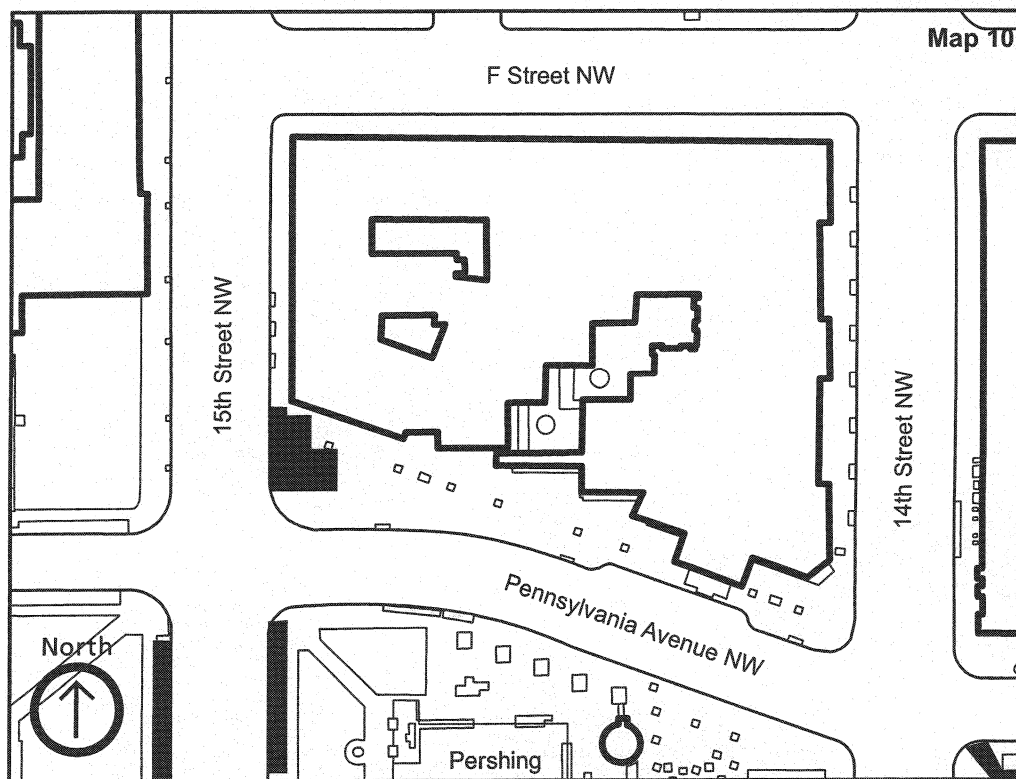 Map 10
F Street NW
15th Street NW
14th Street NW
Pennsylvania Avenue NW
North
Pershing